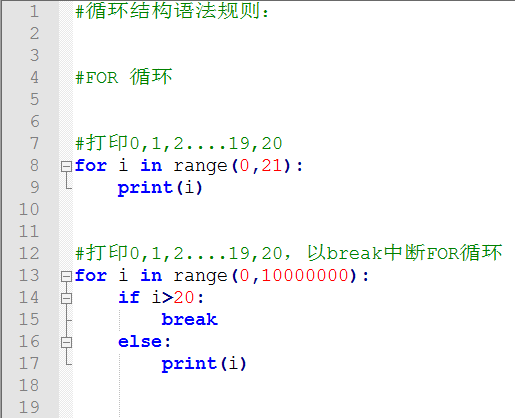 1 #循环结构语法规则:
2
3
4 #FOR 循环
5
6
7 #打印0,1,2....19,20
8 for i in range(0,21):
9 print(i)
10
11
12 #打印0,1,2....19,20，以break中断FOR循环
13 for i in range(0,10000000):
14 if i>20:
15 break
16 else:
17 print(i)
18
19